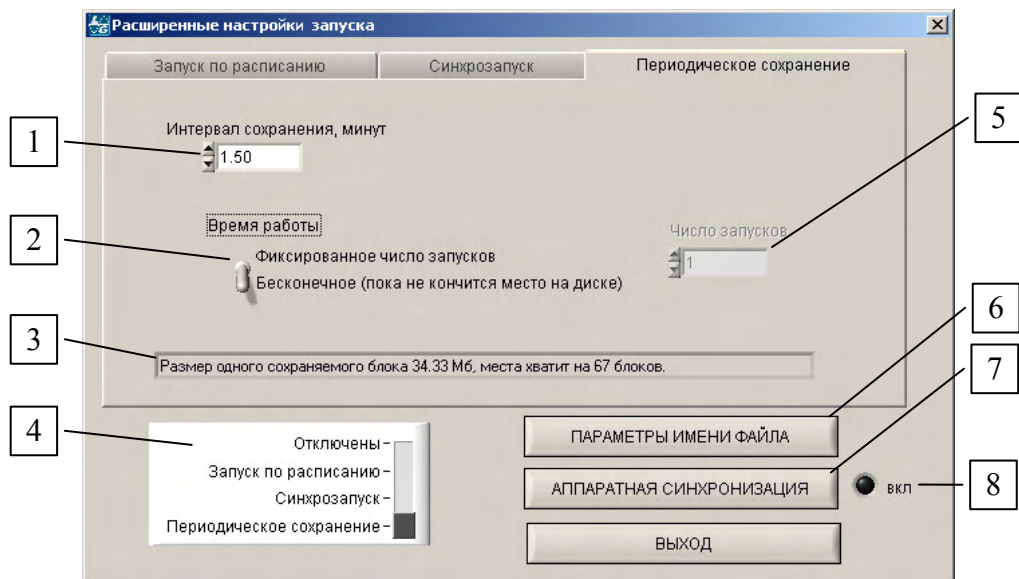 Расширенные настройки запуска
Запуск по расписанию
Синхрозапуск
Периодическое сохранение
1
Интервал сохранения, минут
1.50
5
2
Время работы
Фиксированное число запусков
Бесконечное (пока не кончится место на диске)
Число запусков
1
3
Размер одного сохраняемого блока 34.33 Мб, места хватит на 67 блоков.
6
7
4
Отключены
Запуск по расписанию
Синхрозапуск
Периодическое сохранение
ПАРАМЕТРЫ ИМЕНИ ФАЙЛА
АППАРАТНАЯ СИНХРОНИЗАЦИЯ
вкл
8
ВЫХОД